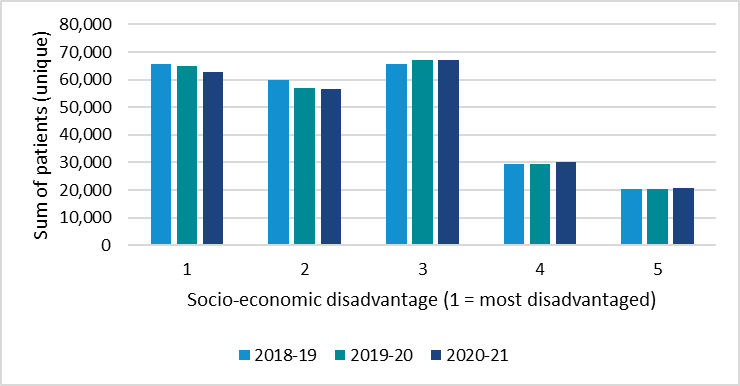 Sum of patients (unique)
80,000
70,000
60,000
50,000
40,000
30,000
20,000
10,000
0
1 2 3 4 5
Socio-economic disadvantage (1 = most disadvantaged)
2018-19 2019-20 2020-21